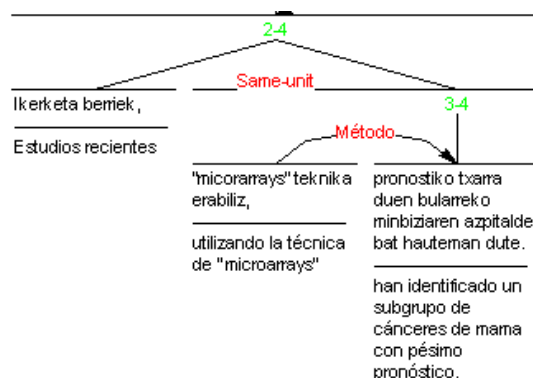 2-4
Same-unit
Ikerketa berriek,
Estudios recientes
3-4
Método
"micorarrays" teknika
erabiliz,
utilizando la técnica
de "microarrays"
pronostiko txarra
duen bularreko
minbiziaren azpitalde
bat hauteman dute.
han identificado un
subgrupo de
cánceres de mama
con pésimo
pronóstico.